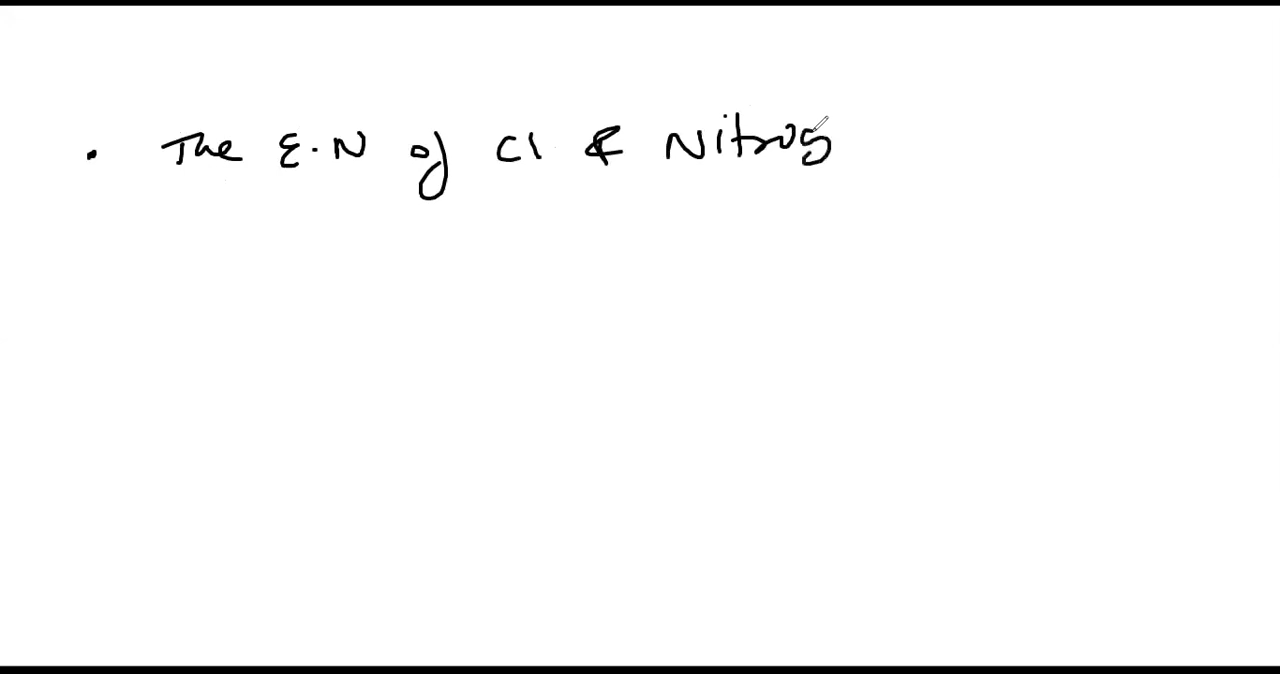 • The E.N of Cl & Nitrog